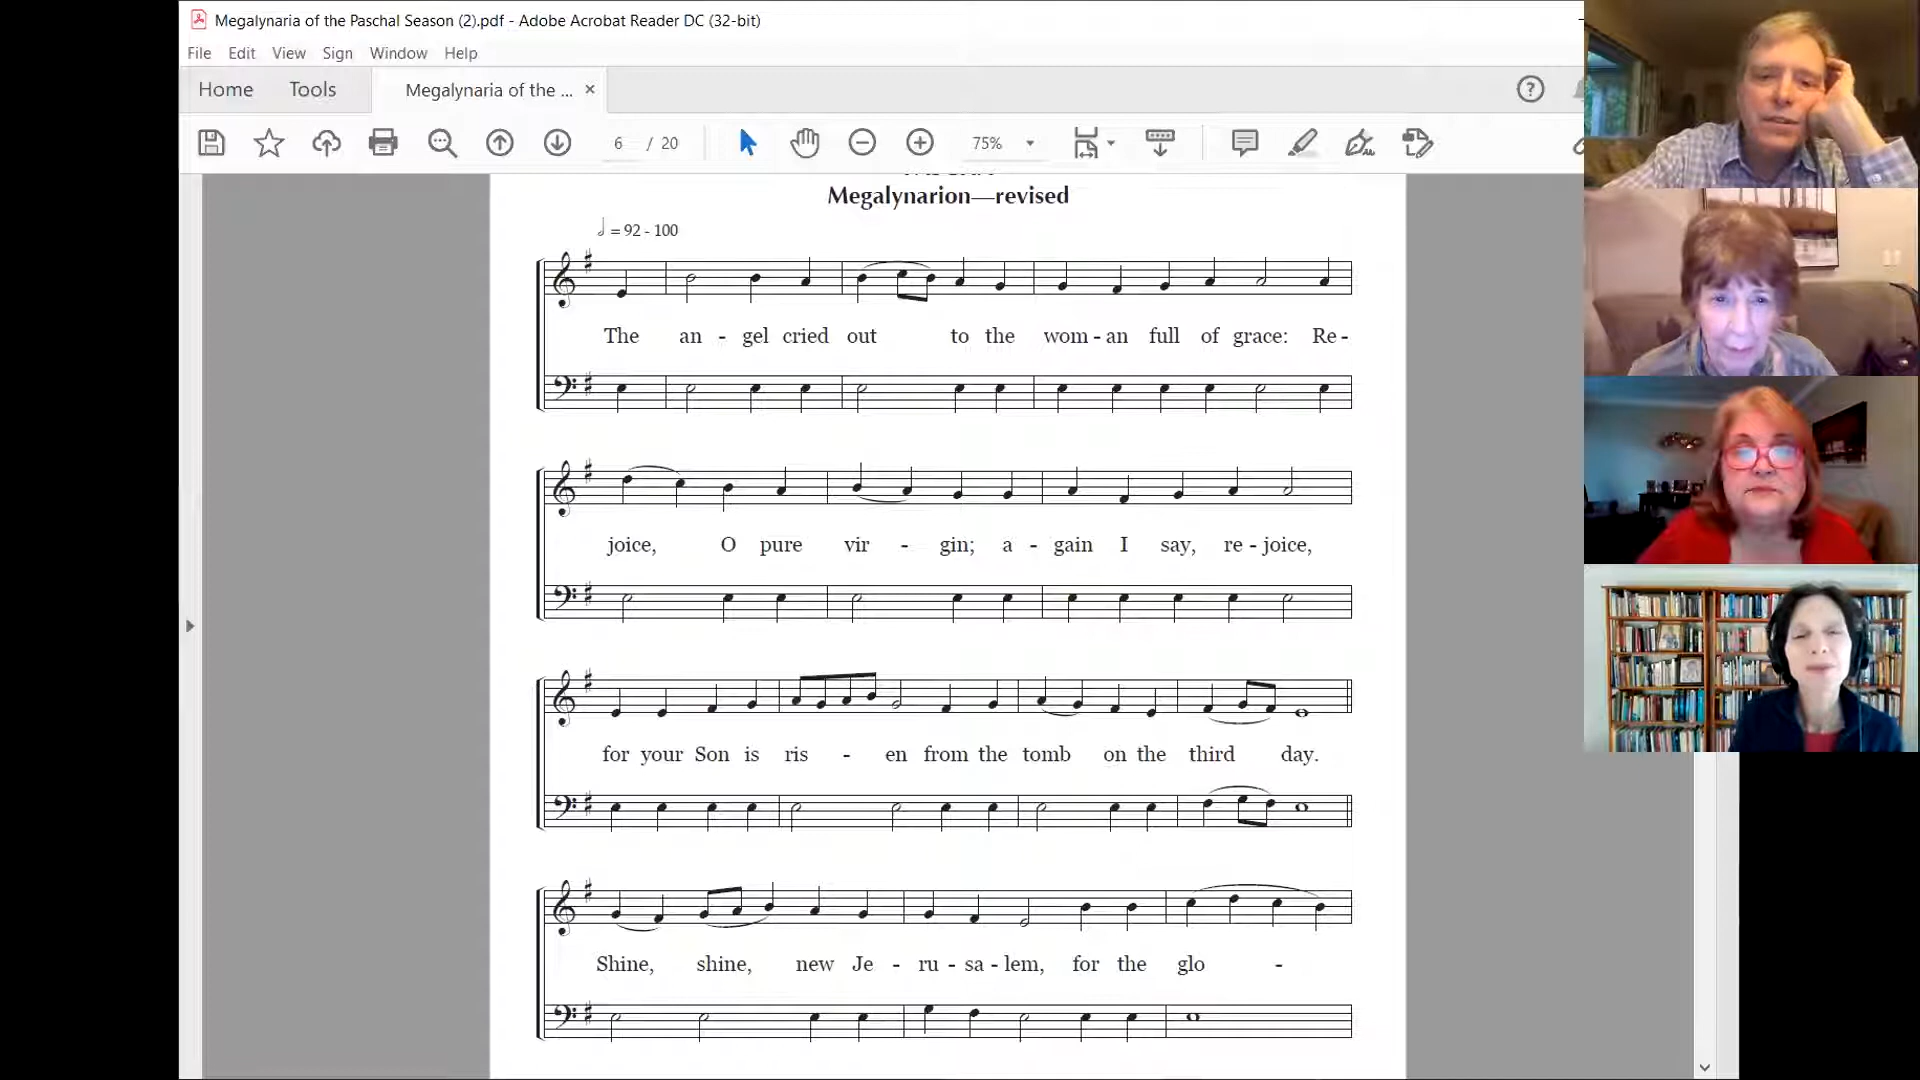 Megalynaria of the Paschal Season (2).pdf - Adobe Acrobat Reader DC (32-bit)
File Edit View Sign Window Help
Home Tools Megalynaria of the ... ×
6 / 20 75%
Megalynarion—revised
= 92 - 100
The an - gel cried out to the wom - an full of grace: Re -
joice, O pure vir - gin; a - gain I say, re - joice,
for your Son is ris - en from the tomb on the third day.
Shine, shine, new Je - ru - sa - lem, for the glo -